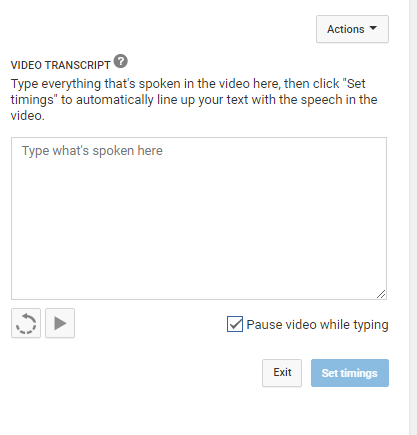 Actions
VIDEO TRANSCRIPT ?
Type everything that's spoken in the video here, then click "Set
timings" to automatically line up your text with the speech in the
video.
Type what's spoken here
Pause video while typing
Exit
Set timings